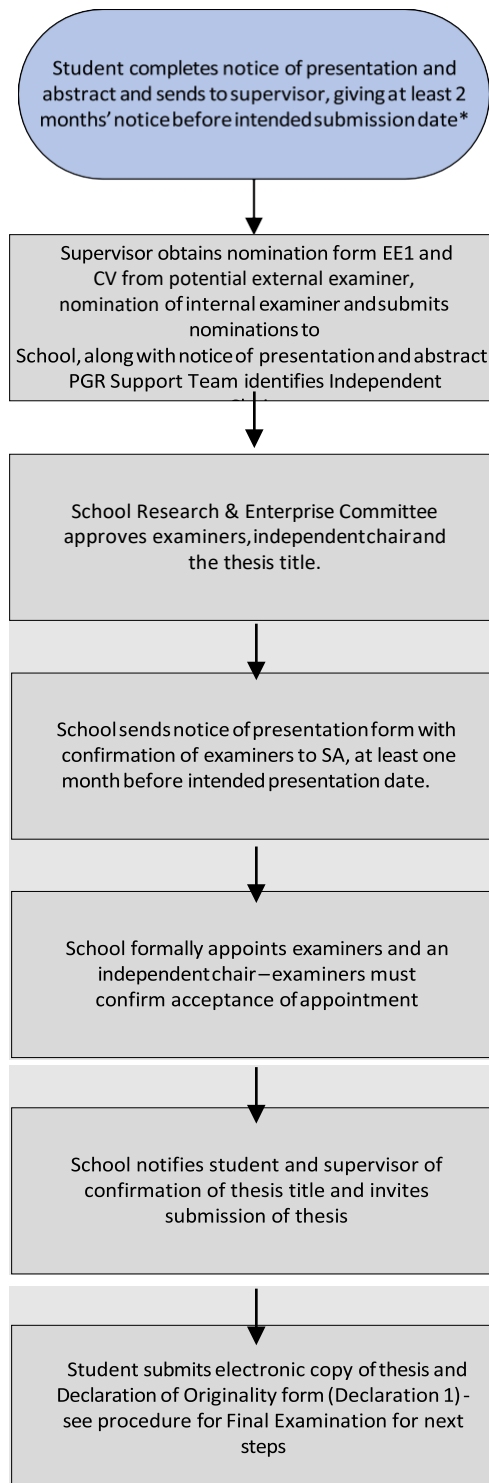 Student completes notice of presentation and
abstract and sends to supervisor, giving at least 2
months’ notice before intended submission date*
Supervisor obtains nomination form EE1 and
CV from potential external examiner,
nomination of internal examiner and submits
nominations to
School, along with notice of presentation and abstract
PGR Support Team identifies Independent
School Research & Enterprise Committee
approves examiners, independent chair and
the thesis title.
School sends notice of presentation form with
confirmation of examiners to SA, at least one
month before intended presentation date.
School formally appoints examiners and an
independent chair – examiners must
confirm acceptance of appointment
School notifies student and supervisor of
confirmation of thesis title and invites
submission of thesis
Student submits electronic copy of thesis and
Declaration of Originality form (Declaration 1) -
see procedure for Final Examination for next
steps